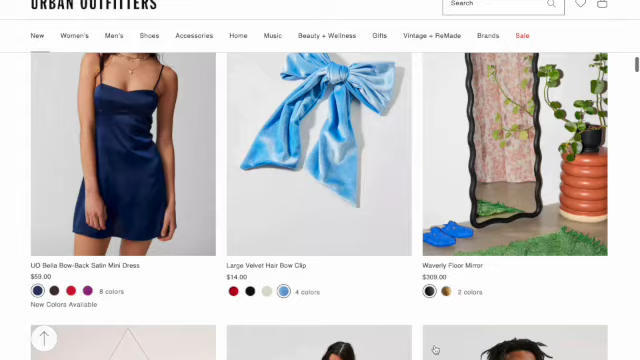 URBAN OUTFITTERS
Search
New Women's Men's Shoes Accessories Home Music Beauty + Wellness Gifts Vintage + ReMade Brands Sale
UO Bella Bow-Back Satin Mini Dress
$59.00
8 colors
New Colors Available
Large Velvet Hair Bow Clip
$14.00
4 colors
Waverly Floor Mirror
$309.00
2 colors